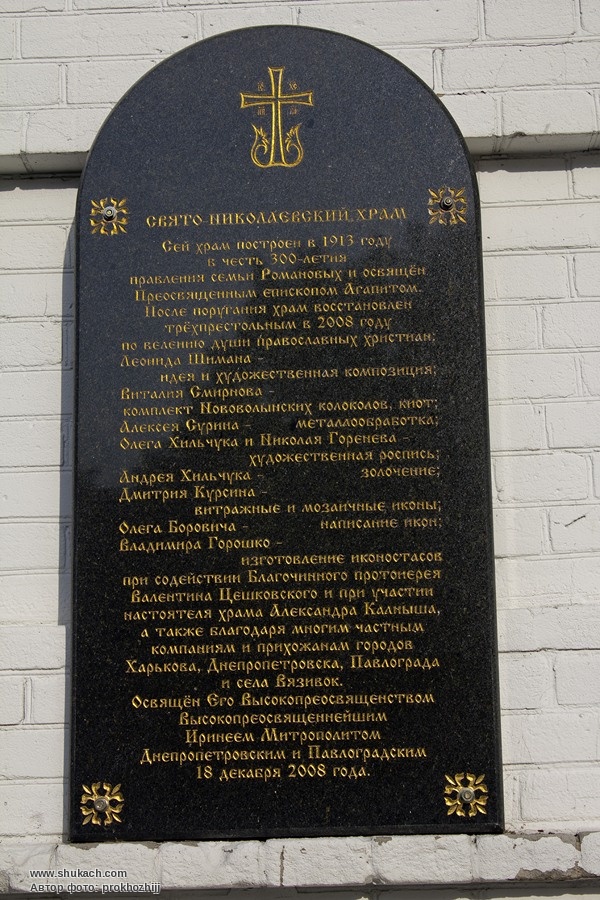 СВЯТО-НИКОЛАЕВСКИЙ ХРАМ
Сей храм построен в 1913 году
в честь 300-летия
правления семьи Романовых и освящён
Преосвященным епископом Агапитом.
После поругания храм восстановлен
трёхпрестольным в 2008 году
по велению души православных христиан;
Леонида Шимана –
идея и художественная композиция;
Виталия Смирнова –
комплект Нововолынских колоколов, киот;
Алексея Сурина – металлообработка;
Олега Хильчука и Николая Горенева –
художественная роспись;
Андрея Хильчука – золочение;
Дмитрия Курсина –
витражные и мозаичные иконы;
Олега Боровича – написание икон;
Владимира Горошко –
изготовление иконостасов
при содействии Благочинного протоиерея
Валентина Цешковского и при участии
настоятеля храма Александра Калныша,
а также благодаря многим частным
компаниям и прихожанам городов
Харькова, Днепропетровска, Павлограда
и села Вязивок.
Освящён Его Высокопреосвященством
Высокопреосвященнейшим
Иринеем Митрополитом
Днепропетровским и Павлоградским
18 декабря 2008 года.
www.shukach.com
Автор фото: prokhozhijj